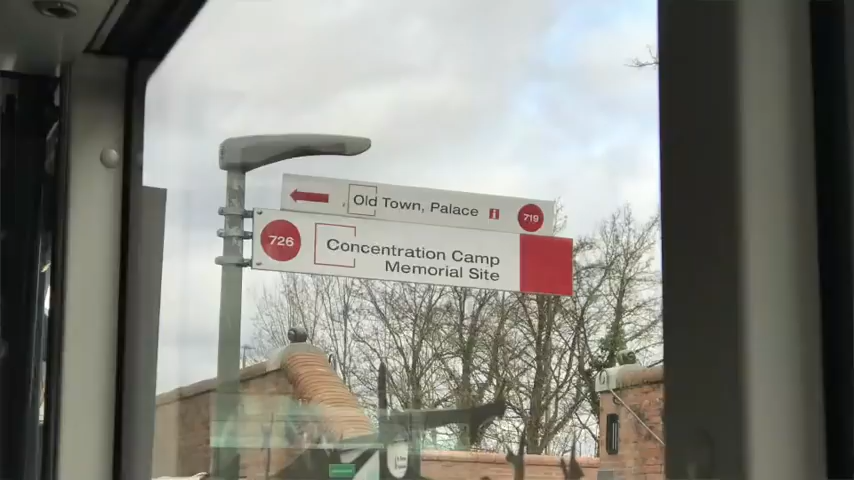 Old Town, Palace i 719
726 Concentration Camp
Memorial Site